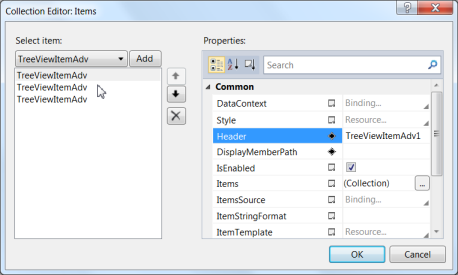 Collection Editor: Items
Select item:
TreeViewItemAdv
Add
TreeViewItemAdv
TreeViewItemAdv
TreeViewItemAdv
Properties:
Search
Common
DataContext Binding...
Style Resource...
Header TreeViewItemAdv1
DisplayMemberPath
IsEnabled
Items (Collection) ...
ItemsSource Binding...
ItemStringFormat
ItemTemplate Resource...
OK Cancel